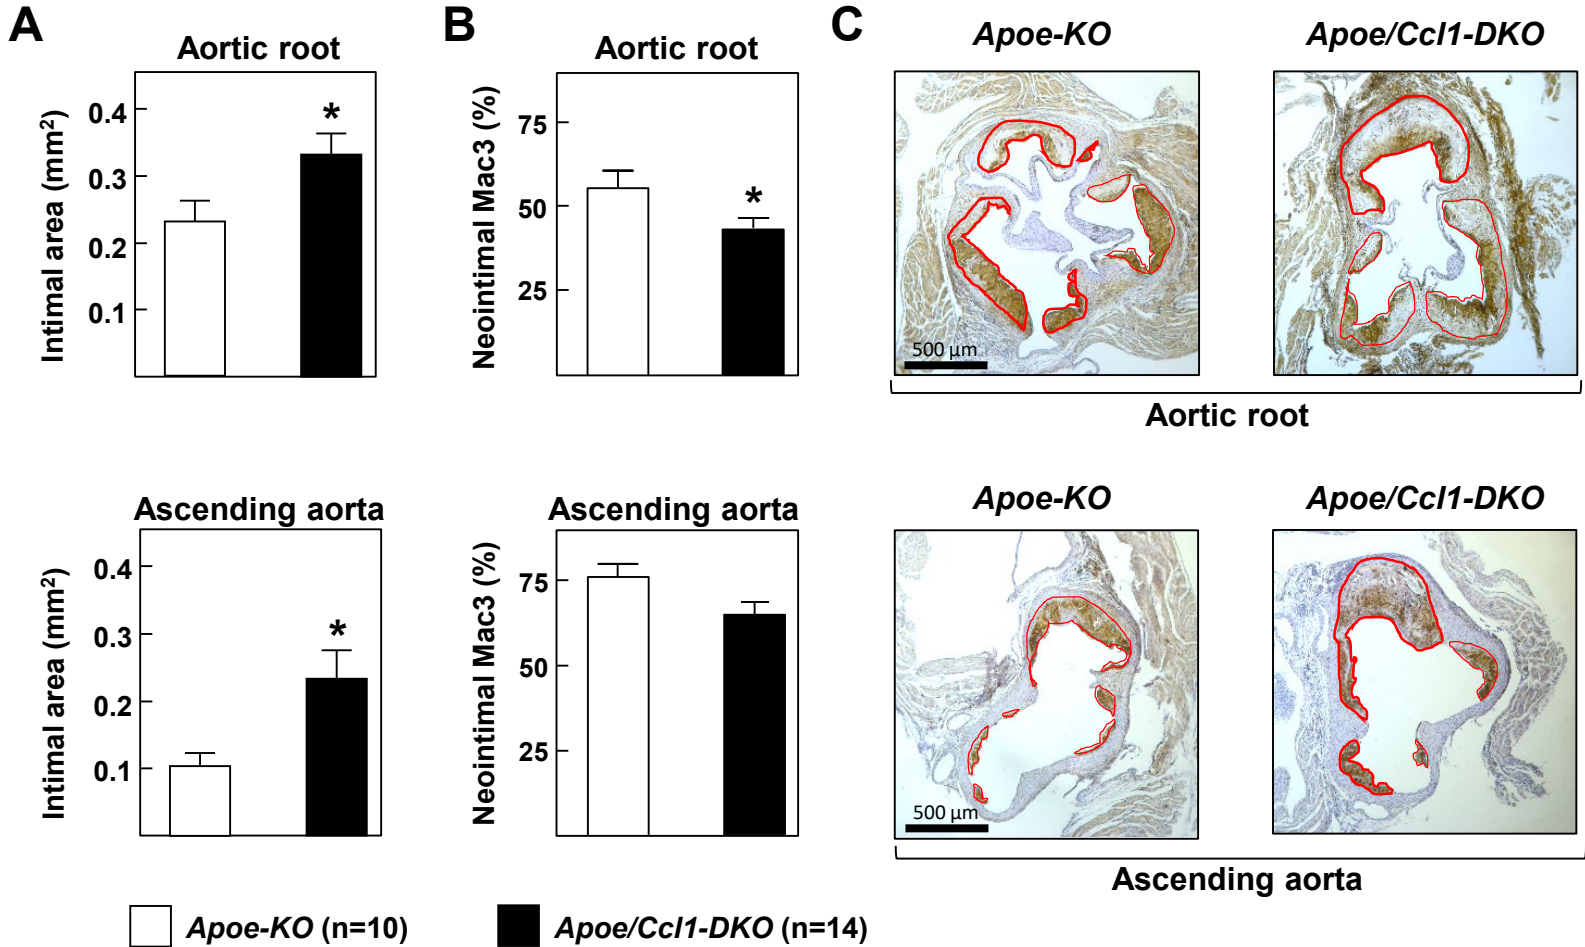 A
Aortic root
Intimal area (mm²)
0.4
0.3
0.2
0.1
*
B
Aortic root
Neointimal Mac3 (%)
75
50
25
*
C
Apoe-KO
Apoe/Ccl1-DKO
500 µm
Aortic root
Ascending aorta
Intimal area (mm²)
0.4
0.3
0.2
0.1
*
Ascending aorta
Neointimal Mac3 (%)
75
50
25
Apoe-KO
Apoe/Ccl1-DKO
500 µm
Ascending aorta
Apoe-KO (n=10)
Apoe/Ccl1-DKO (n=14)